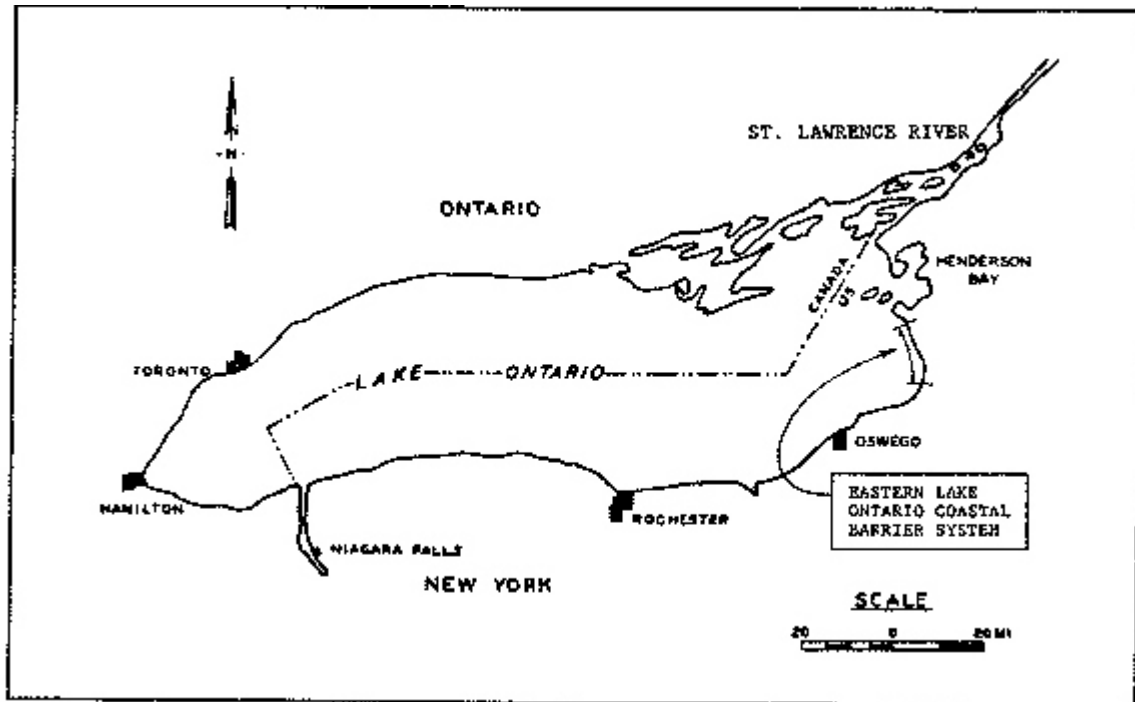 ST. LAWRENCE RIVER
- N -
ONTARIO
HENDERSON
BAY
CANADA
US
TORONTO
LAKE ONTARIO
OSWEGO
HAMILTON
EASTERN LAKE
ONTARIO COASTAL
BARRIER SYSTEM
ROCHESTER
NIAGARA FALLS
NEW YORK
SCALE
20 0 20 MI